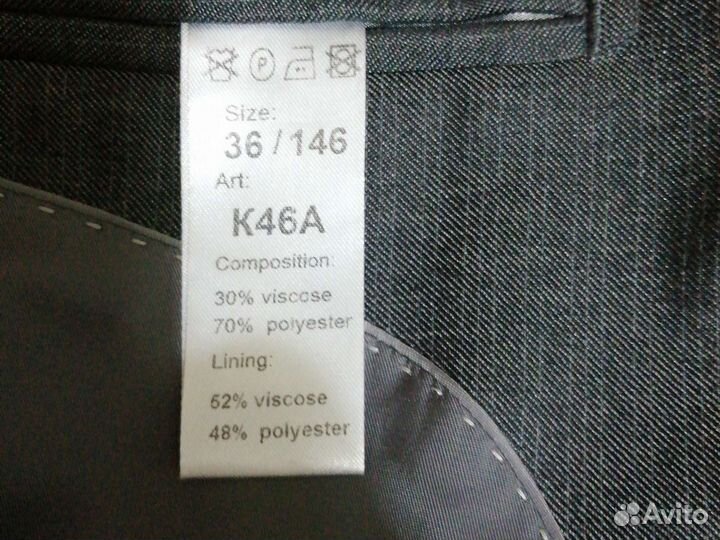 P
Size:
36 / 146
Art:
K46A
Composition:
30% viscose
70% polyester
Lining:
52% viscose
48% polyester
Avito